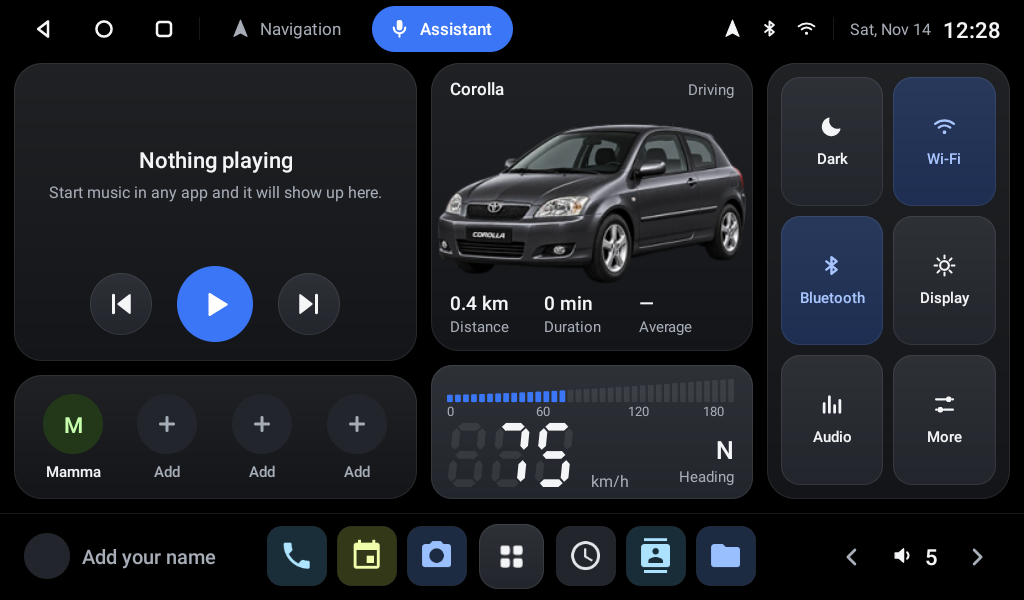 Navigation
Assistant
Sat, Nov 14
12:28
Nothing playing
Start music in any app and it will show up here.
M
Mamma
Add
Add
Add
Corolla
Driving
COROLLA
0.4 km
0 min
–
Distance
Duration
Average
0
60
120
180
75
km/h
N
Heading
Dark
Wi-Fi
Bluetooth
Display
Audio
More
Add your name
5